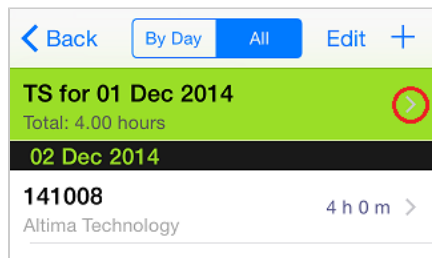 Back By Day All Edit +
TS for 01 Dec 2014
Total: 4.00 hours
02 Dec 2014
141008
4 h 0 m
Altima Technology